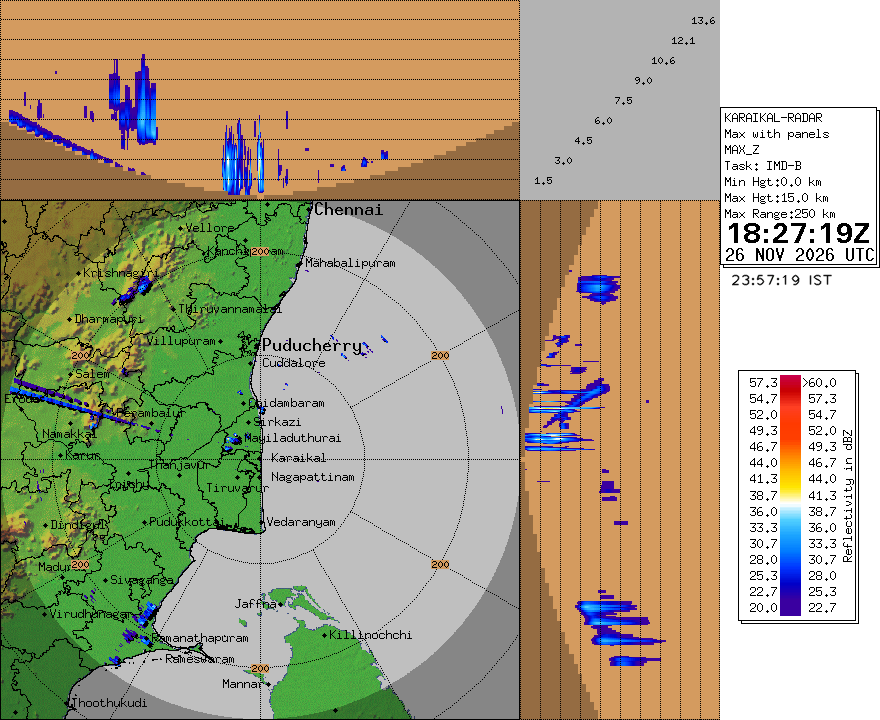 13.6
12.1
10.6
9.0
7.5
6.0
4.5
3.0
1.5
KARAIKAL-RADAR
Max with panels
MAX_Z
Task: IMD-B
Min Hgt:0.0 km
Max Hgt:15.0 km
Max Range:250 km
18:27:19Z
26 NOV 2026 UTC
23:57:19 IST
Chennai
Vellore
200
Mahabalipuram
Krishnagiri
Thiruvannamalai
Dharmapuri
Villupuram
Puducherry
200
200
Cuddalore
Salem
Chidambaram
Perambalur
Sirkazi
Namakkal
Mayiladuthurai
Karur
Thanjavur
Karaikal
Nagapattinam
Tiruvarur
Pudukkottai
Vedaranyam
Dindigul
200
200
Sivaganga
Jaffna
Virudhunagar
Ramanathapuram
Killinochchi
Rameswaram
200
Mannar
Thoothukudi
57.3 >60.0
54.7 57.3
52.0 54.7
49.3 52.0
46.7 49.3
44.0 46.7
41.3 44.0
38.7 41.3
36.0 38.7
33.3 36.0
30.7 33.3
28.0 30.7
25.3 28.0
22.7 25.3
20.0 22.7
Reflectivity in dBZ